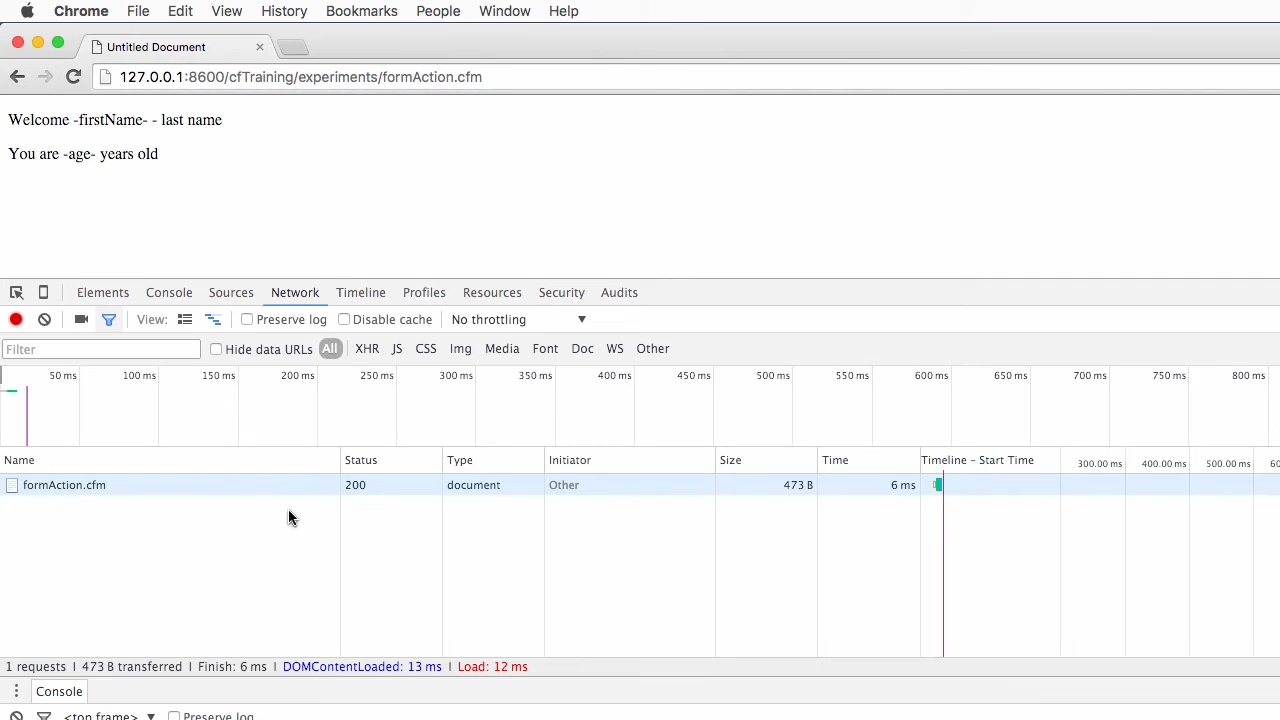 Chrome File Edit View History Bookmarks People Window Help
Untitled Document
127.0.0.1:8600/cfTraining/experiments/formAction.cfm
Welcome -firstName- - last name
You are -age- years old
Elements Console Sources Network Timeline Profiles Resources Security Audits
View: Preserve log Disable cache No throttling
Filter Hide data URLs All XHR JS CSS Img Media Font Doc WS Other
50 ms 100 ms 150 ms 200 ms 250 ms 300 ms 350 ms 400 ms 450 ms 500 ms 550 ms 600 ms 650 ms 700 ms 750 ms 800 ms
Name Status Type Initiator Size Time Timeline – Start Time 300.00 ms 400.00 ms 500.00 ms 60
formAction.cfm 200 document Other 473 B 6 ms
1 requests | 473 B transferred | Finish: 6 ms | DOMContentLoaded: 13 ms | Load: 12 ms
Console
<top frame> Preserve log